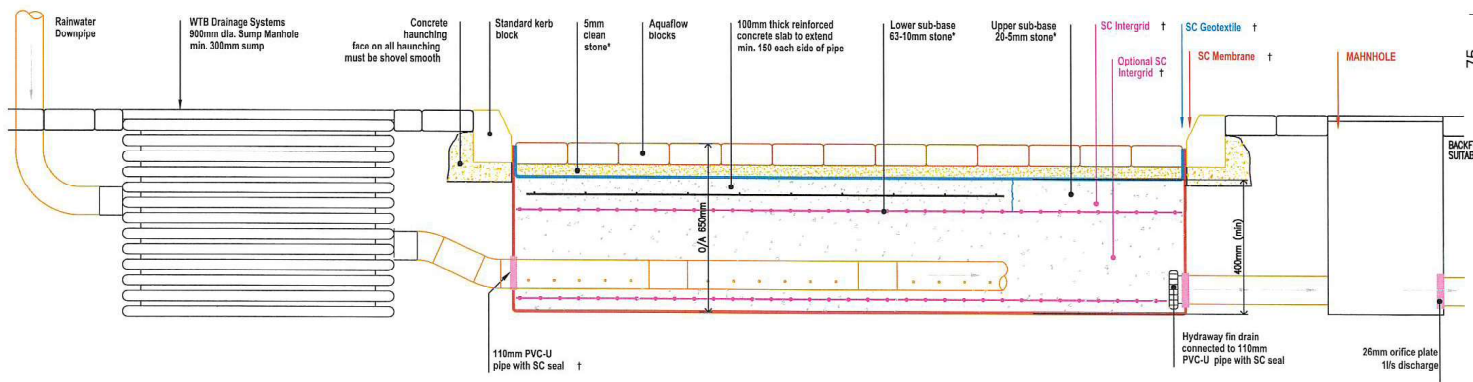 Rainwater
Downpipe
WTB Drainage Systems
900mm dia. Sump Manhole
min. 300mm sump
Concrete
haunching
face on all haunching
must be shovel smooth
Standard kerb
block
5mm
clean
stone*
Aquaflow
blocks
100mm thick reinforced
concrete slab to extend
min. 150 each side of pipe
Lower sub-base
63-10mm stone*
Upper sub-base
20-5mm stone*
SC Intergrid †
Optional SC
Intergrid †
SC Geotextile †
SC Membrane †
MAHNHOLE
75
BACKF
SUITAB
O/A 650mm
400mm (min)
110mm PVC-U
pipe with SC seal †
Hydraway fin drain
connected to 110mm
PVC-U pipe with SC seal
26mm orifice plate
1l/s discharge